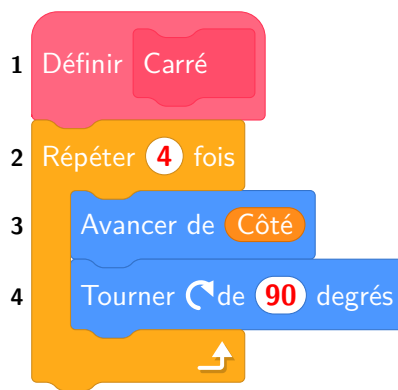 1 Définir Carré
2 Répéter 4 fois
3 Avancer de Côté
4 Tourner de 90 degrés